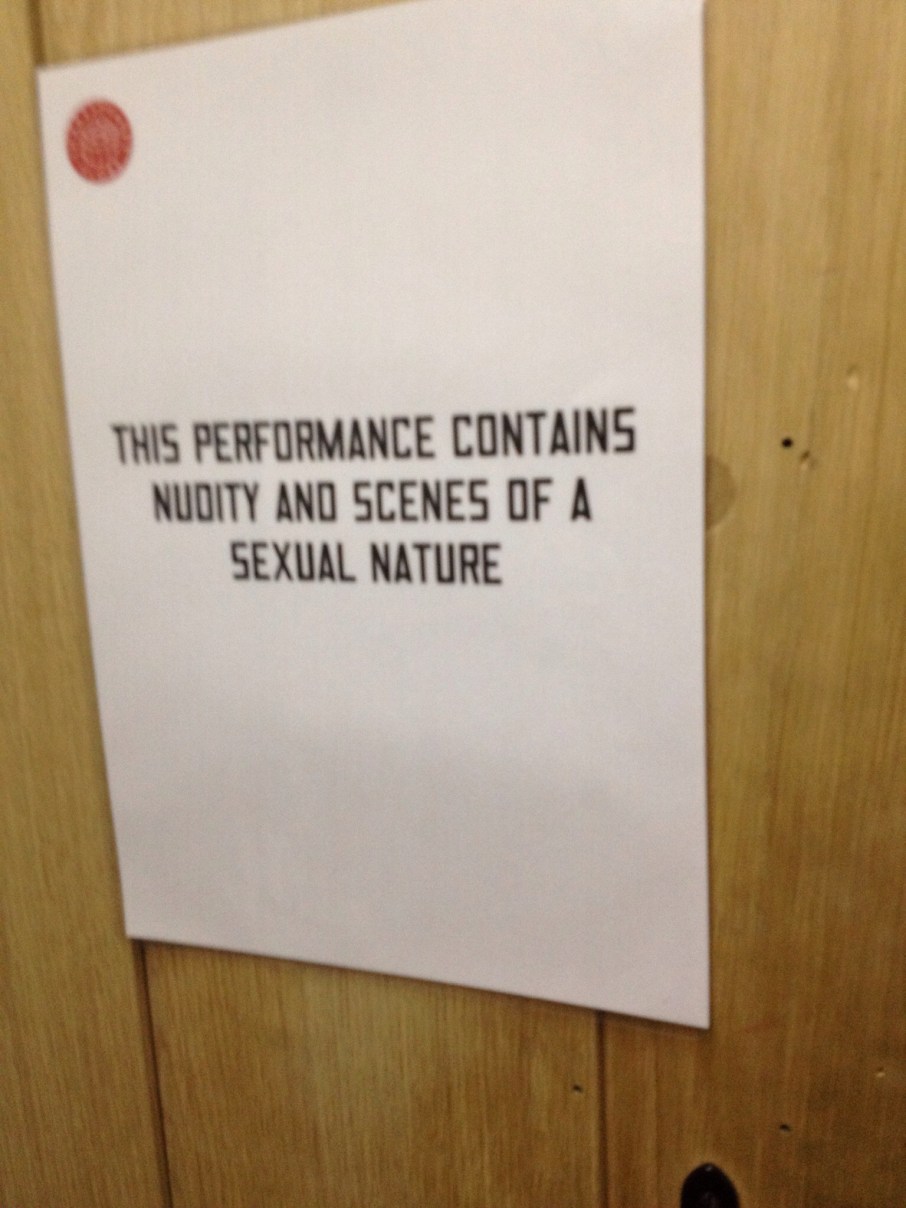 THIS PERFORMANCE CONTAINS
NUDITY AND SCENES OF A
SEXUAL NATURE